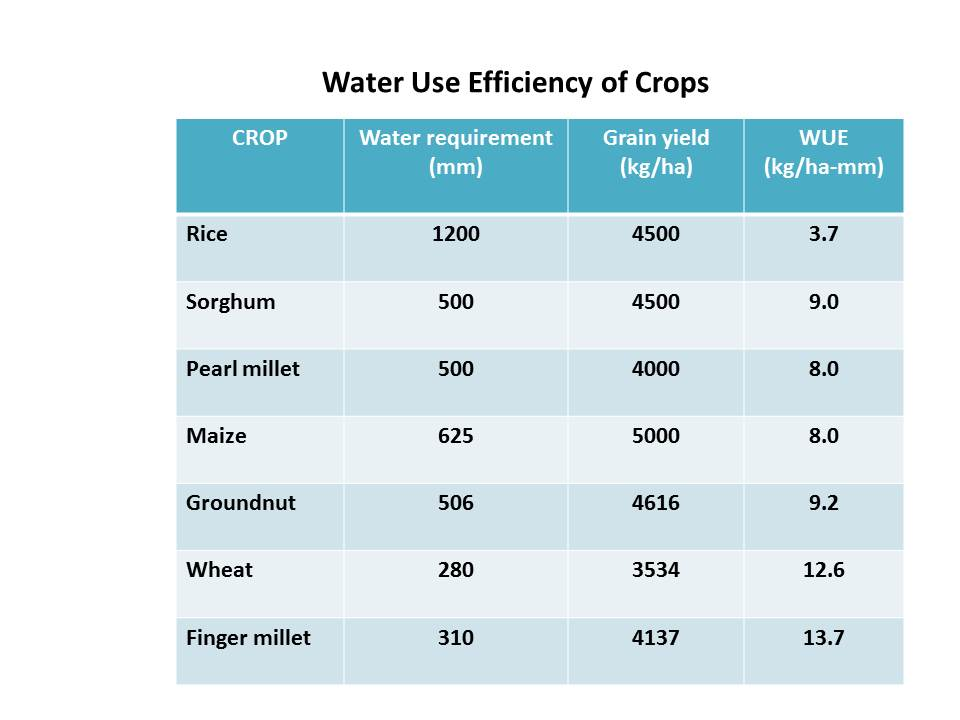 Water Use Efficiency of Crops
CROP Water requirement (mm) Grain yield (kg/ha) WUE (kg/ha-mm)
Rice 1200 4500 3.7
Sorghum 500 4500 9.0
Pearl millet 500 4000 8.0
Maize 625 5000 8.0
Groundnut 506 4616 9.2
Wheat 280 3534 12.6
Finger millet 310 4137 13.7